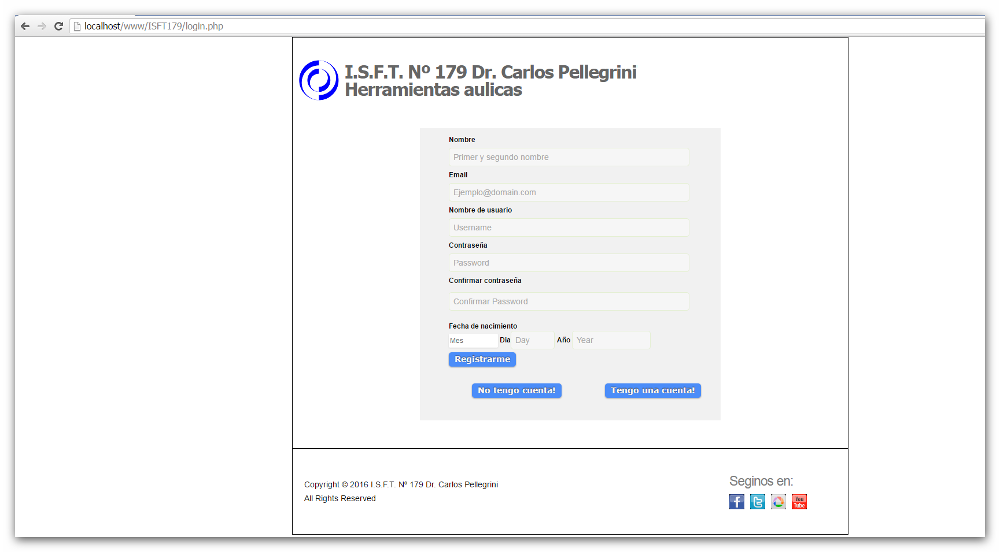 localhost/www/ISFT179/login.php
I.S.F.T. Nº 179 Dr. Carlos Pellegrini
Herramientas aulicas
Nombre
Primer y segundo nombre
Email
Ejemplo@domain.com
Nombre de usuario
Username
Contraseña
Password
Confirmar contraseña
Confirmar Password
Fecha de nacimiento
Mes Dia Day Año Year
Registrarme
No tengo cuenta! Tengo una cuenta!
Copyright © 2016 I.S.F.T. Nº 179 Dr. Carlos Pellegrini
All Rights Reserved
Seginos en:
You
Tube